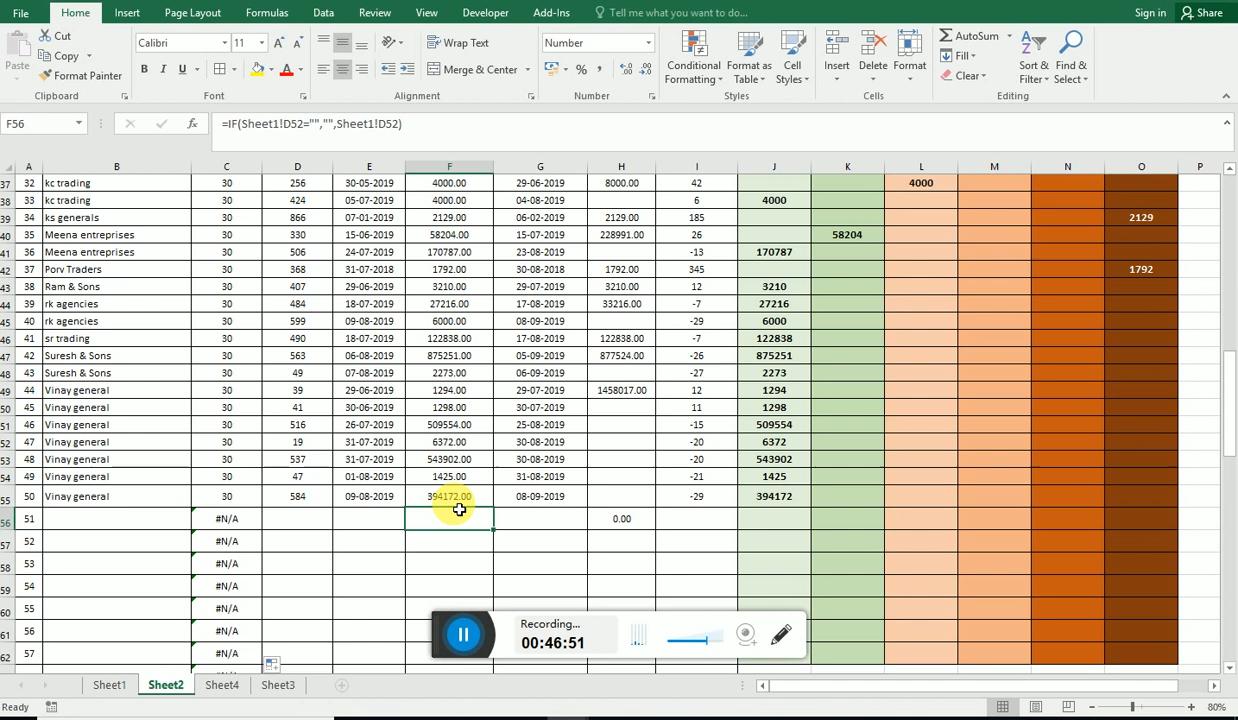 File Home Insert Page Layout Formulas Data Review View Developer Add-Ins Tell me what you want to do... Sign in Share
Paste Cut Copy Format Painter
Calibri 11 B I U
Wrap Text Merge & Center
Number
Conditional Formatting Format as Table Cell Styles
Insert Delete Format
AutoSum Fill Clear Sort & Filter Find & Select
Clipboard Font Alignment Number Styles Cells Editing
F56 fx =IF(Sheet1!D52="","",Sheet1!D52)
A B C D E F G H I J K L M N O P
37 32 kc trading 30 256 30-05-2019 4000.00 29-06-2019 8000.00 42 4000
38 33 kc trading 30 424 05-07-2019 4000.00 04-08-2019 6 4000
39 34 ks generals 30 866 07-01-2019 2129.00 06-02-2019 2129.00 185 2129
40 35 Meena entreprises 30 330 15-06-2019 58204.00 15-07-2019 228991.00 26 58204
41 36 Meena entreprises 30 506 24-07-2019 170787.00 23-08-2019 -13 170787
42 37 Porv Traders 30 368 31-07-2018 1792.00 30-08-2018 1792.00 345 1792
43 38 Ram & Sons 30 407 29-06-2019 3210.00 29-07-2019 3210.00 12 3210
44 39 rk agencies 30 484 18-07-2019 27216.00 17-08-2019 33216.00 -7 27216
45 40 rk agencies 30 599 09-08-2019 6000.00 08-09-2019 -29 6000
46 41 sr trading 30 490 18-07-2019 122838.00 17-08-2019 122838.00 -7 122838
47 42 Suresh & Sons 30 563 06-08-2019 875251.00 05-09-2019 877524.00 -26 875251
48 43 Suresh & Sons 30 49 07-08-2019 2273.00 06-09-2019 -27 2273
49 44 Vinay general 30 39 29-06-2019 1294.00 29-07-2019 1458017.00 12 1294
50 45 Vinay general 30 41 30-06-2019 1298.00 30-07-2019 11 1298
51 46 Vinay general 30 516 26-07-2019 509554.00 25-08-2019 -15 509554
52 47 Vinay general 30 19 31-07-2019 6372.00 30-08-2019 -20 6372
53 48 Vinay general 30 537 31-07-2019 543902.00 30-08-2019 -20 543902
54 49 Vinay general 30 47 01-08-2019 1425.00 31-08-2019 -21 1425
55 50 Vinay general 30 584 09-08-2019 394172.00 08-09-2019 -29 394172
56 51 #N/A 0.00
57 52 #N/A
58 53 #N/A
59 54 #N/A
60 55 #N/A
61 56 #N/A
62 57 #N/A
Recording...
00:46:51
Sheet1 Sheet2 Sheet4 Sheet3
Ready 80%